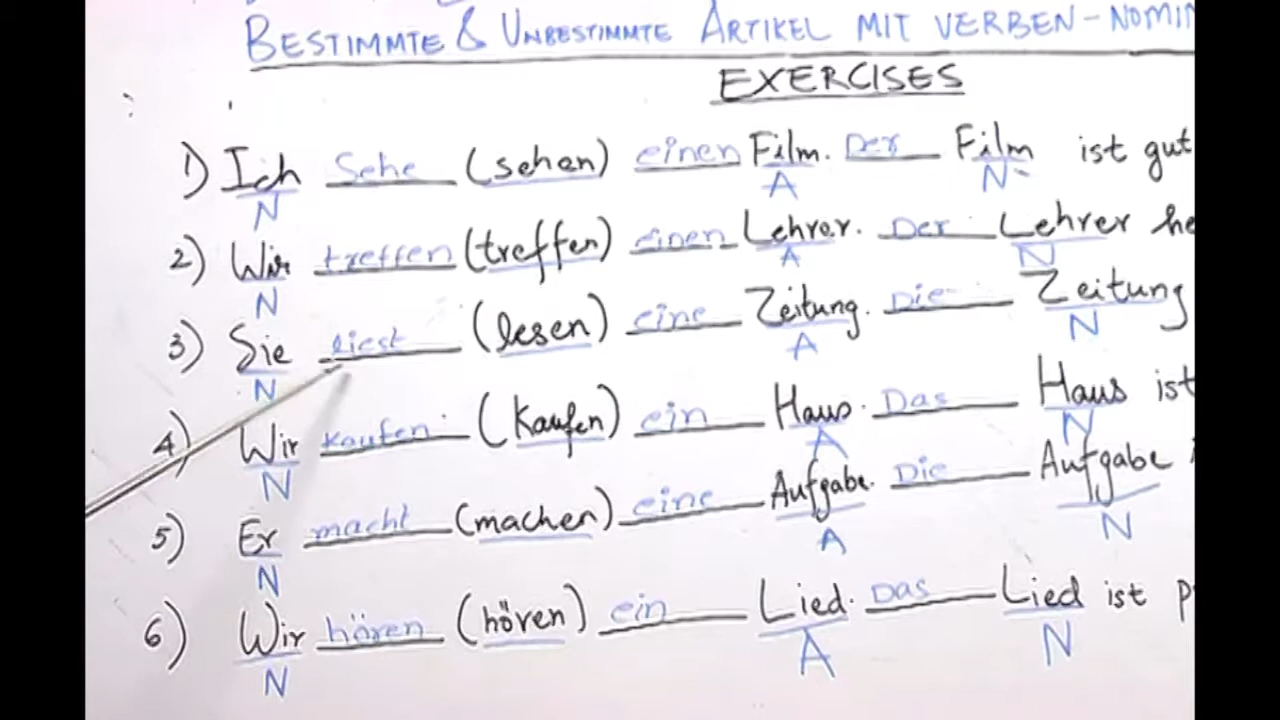 BESTIMMTE & UNBESTIMMTE ARTIKEL MIT VERBEN-NOMIN
EXERCISES
1) Ich sehe (sehen) einen Film. Der Film ist gut
N A N
2) Wir treffen (treffen) einen Lehrer. Der Lehrer he
N A N
3) Sie liest (lesen) eine Zeitung. Die Zeitung
N A N
4) Wir kaufen (kaufen) ein Haus. Das Haus ist
N A N
5) Er macht (machen) eine Aufgabe. Die Aufgabe
N A N
6) Wir hören (hören) ein Lied. Das Lied ist p
N A N